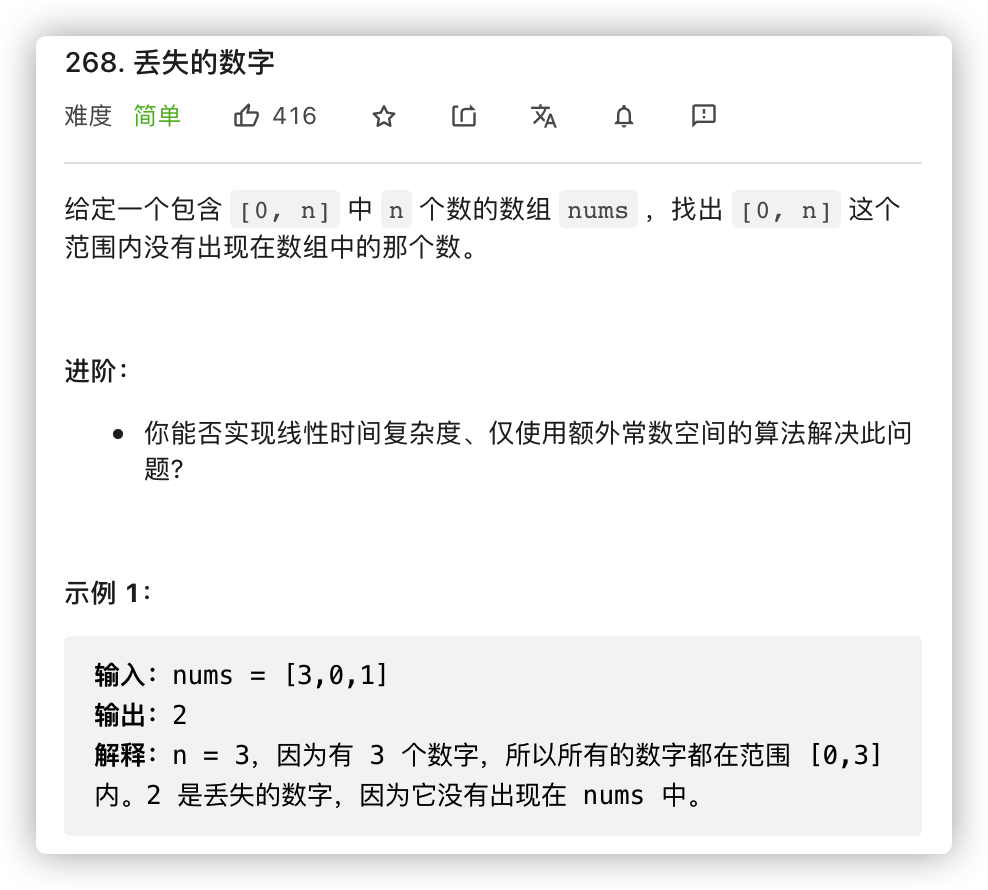 268. 丢失的数字
难度 简单 416
给定一个包含 [0, n] 中 n 个数的数组 nums ，找出 [0, n] 这个
范围内没有出现在数组中的那个数。
进阶：
• 你能否实现线性时间复杂度、仅使用额外常数空间的算法解决此问
题?
示例 1：
输入：nums = [3,0,1]
输出：2
解释：n = 3，因为有 3 个数字，所以所有的数字都在范围 [0,3]
内。2 是丢失的数字，因为它没有出现在 nums 中。